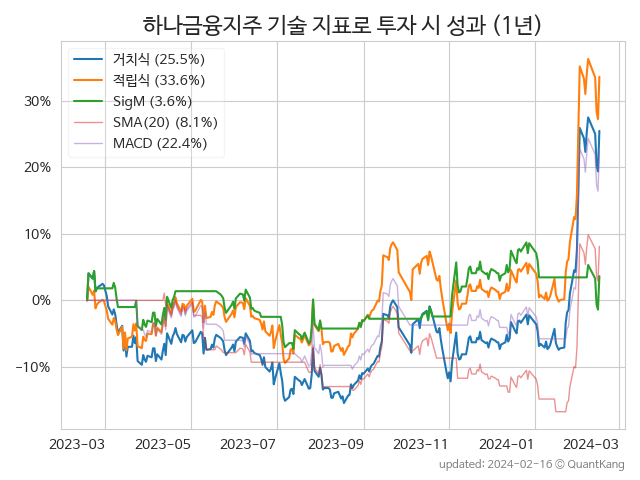 하나금융지주 기술 지표로 투자 시 성과 (1년)
거치식 (25.5%)
적립식 (33.6%)
SigM (3.6%)
SMA(20) (8.1%)
MACD (22.4%)
30%
20%
10%
0%
−10%
2023-03 2023-05 2023-07 2023-09 2023-11 2024-01 2024-03
updated: 2024-02-16 ⓒ QuantKang